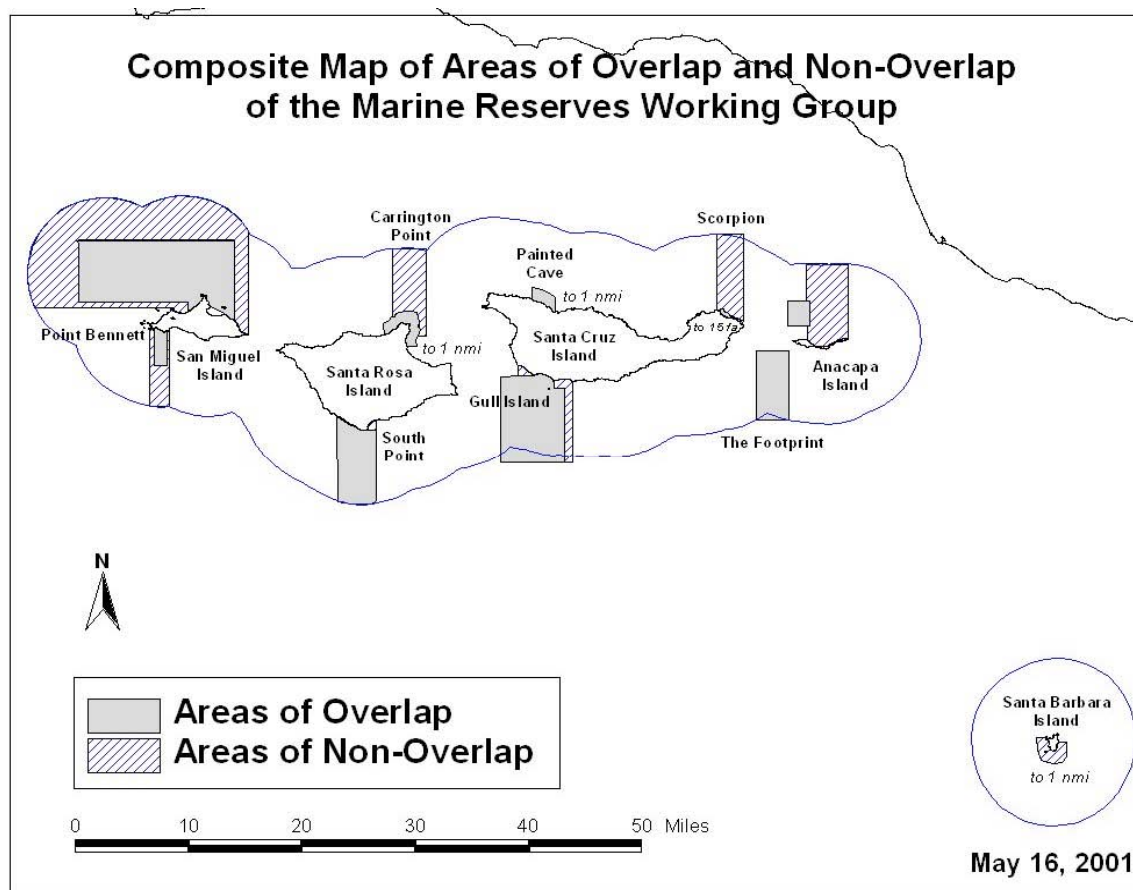 Composite Map of Areas of Overlap and Non-Overlap
of the Marine Reserves Working Group
Carrington
Point
Scorpion
Painted
Cave
to 1 nmi
to 15fa
Point Bennett
San Miguel
Island
to 1 nmi
Santa Cruz
Island
Santa Rosa
Island
Anacapa
Island
Gull Island
South
Point
The Footprint
N
Areas of Overlap
Areas of Non-Overlap
0 10 20 30 40 50 Miles
Santa Barbara
Island
to 1 nmi
May 16, 2001